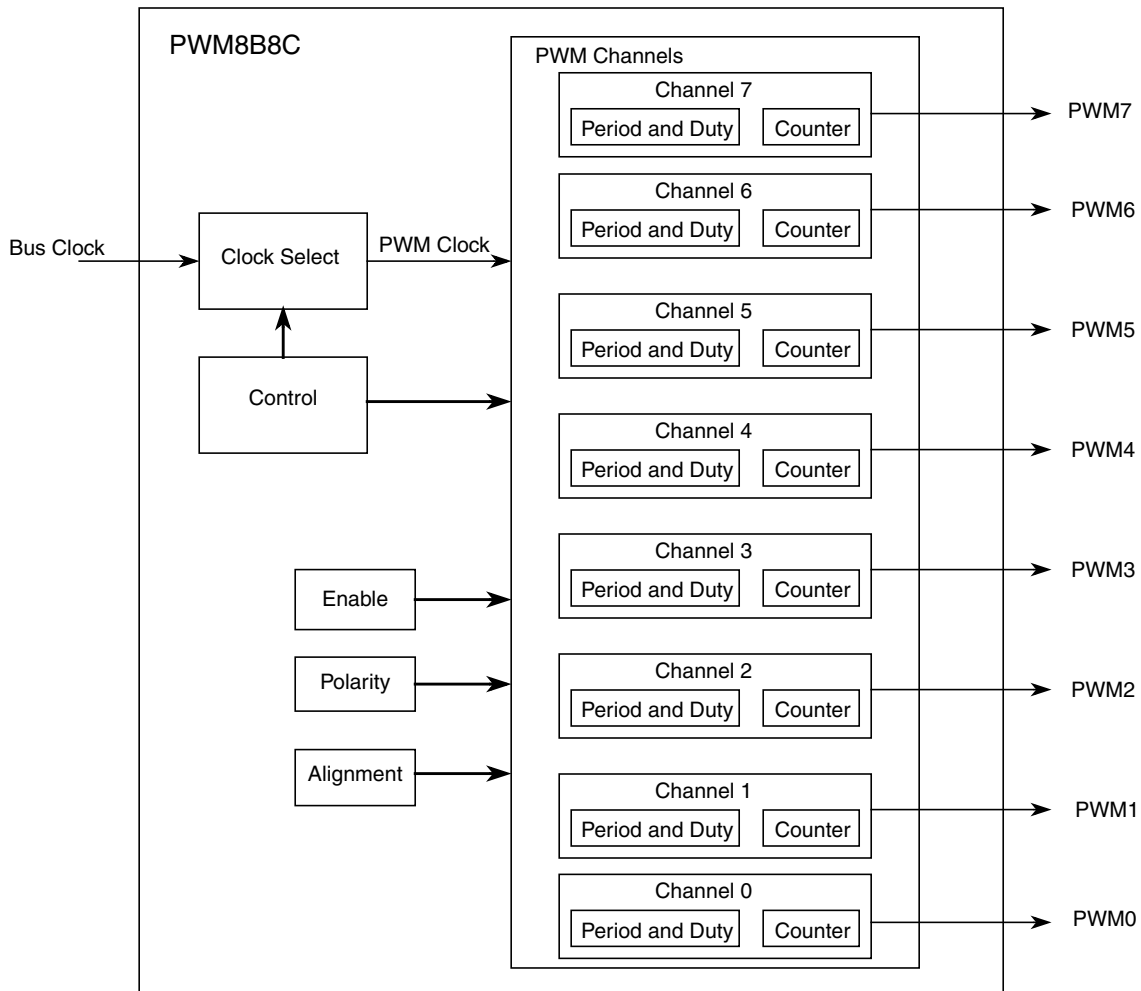 PWM8B8C
PWM Channels
Channel 7
Period and Duty
Counter
PWM7
Channel 6
Period and Duty
Counter
PWM6
Bus Clock
Clock Select
PWM Clock
Control
Channel 5
Period and Duty
Counter
PWM5
Channel 4
Period and Duty
Counter
PWM4
Channel 3
Period and Duty
Counter
PWM3
Enable
Polarity
Alignment
Channel 2
Period and Duty
Counter
PWM2
Channel 1
Period and Duty
Counter
PWM1
Channel 0
Period and Duty
Counter
PWM0